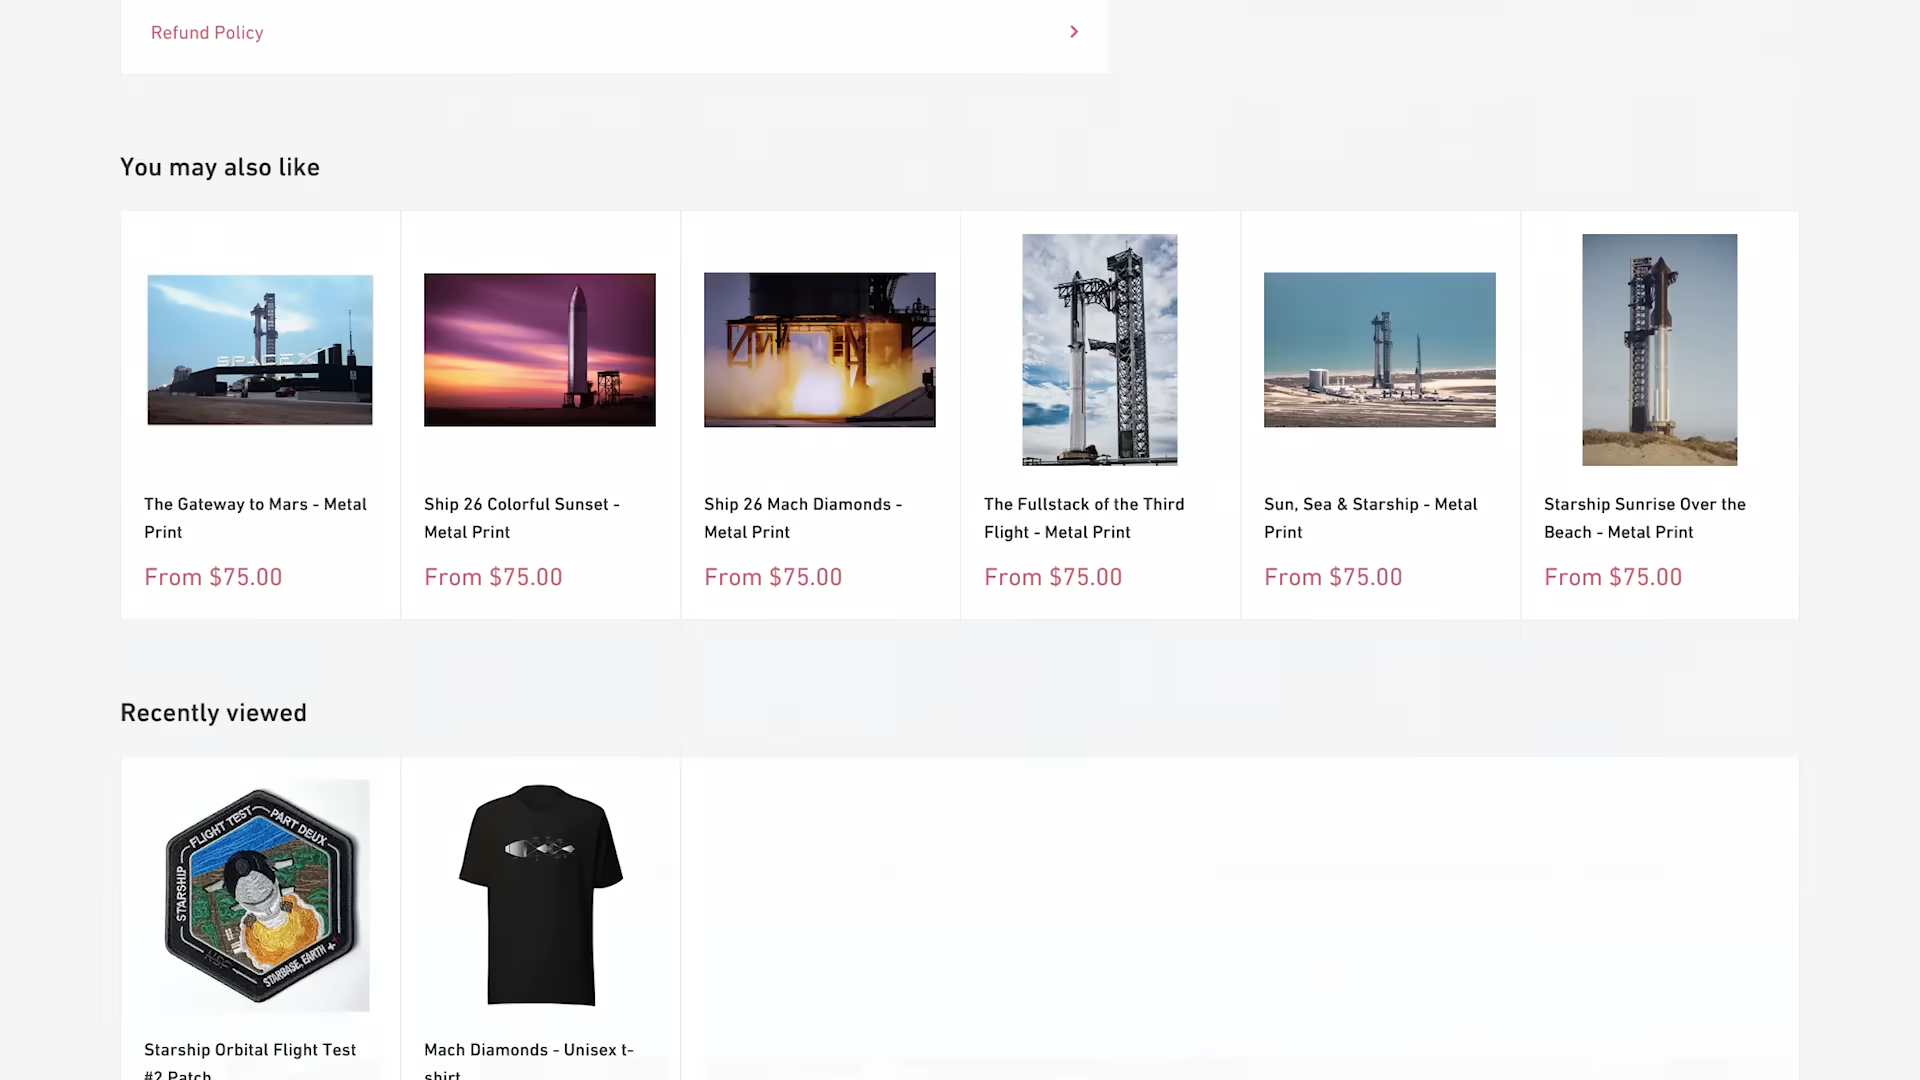 Refund Policy
You may also like
SPACEX
The Gateway to Mars - Metal
Print
From $75.00
Ship 26 Colorful Sunset -
Metal Print
From $75.00
Ship 26 Mach Diamonds -
Metal Print
From $75.00
The Fullstack of the Third
Flight - Metal Print
From $75.00
Sun, Sea & Starship - Metal
Print
From $75.00
Starship Sunrise Over the
Beach - Metal Print
From $75.00
Recently viewed
FLIGHT TEST
PART DEUX
STARSHIP
NSF
STARBASE, EARTH
Starship Orbital Flight Test
#2 Patch
Mach Diamonds - Unisex t-
shirt